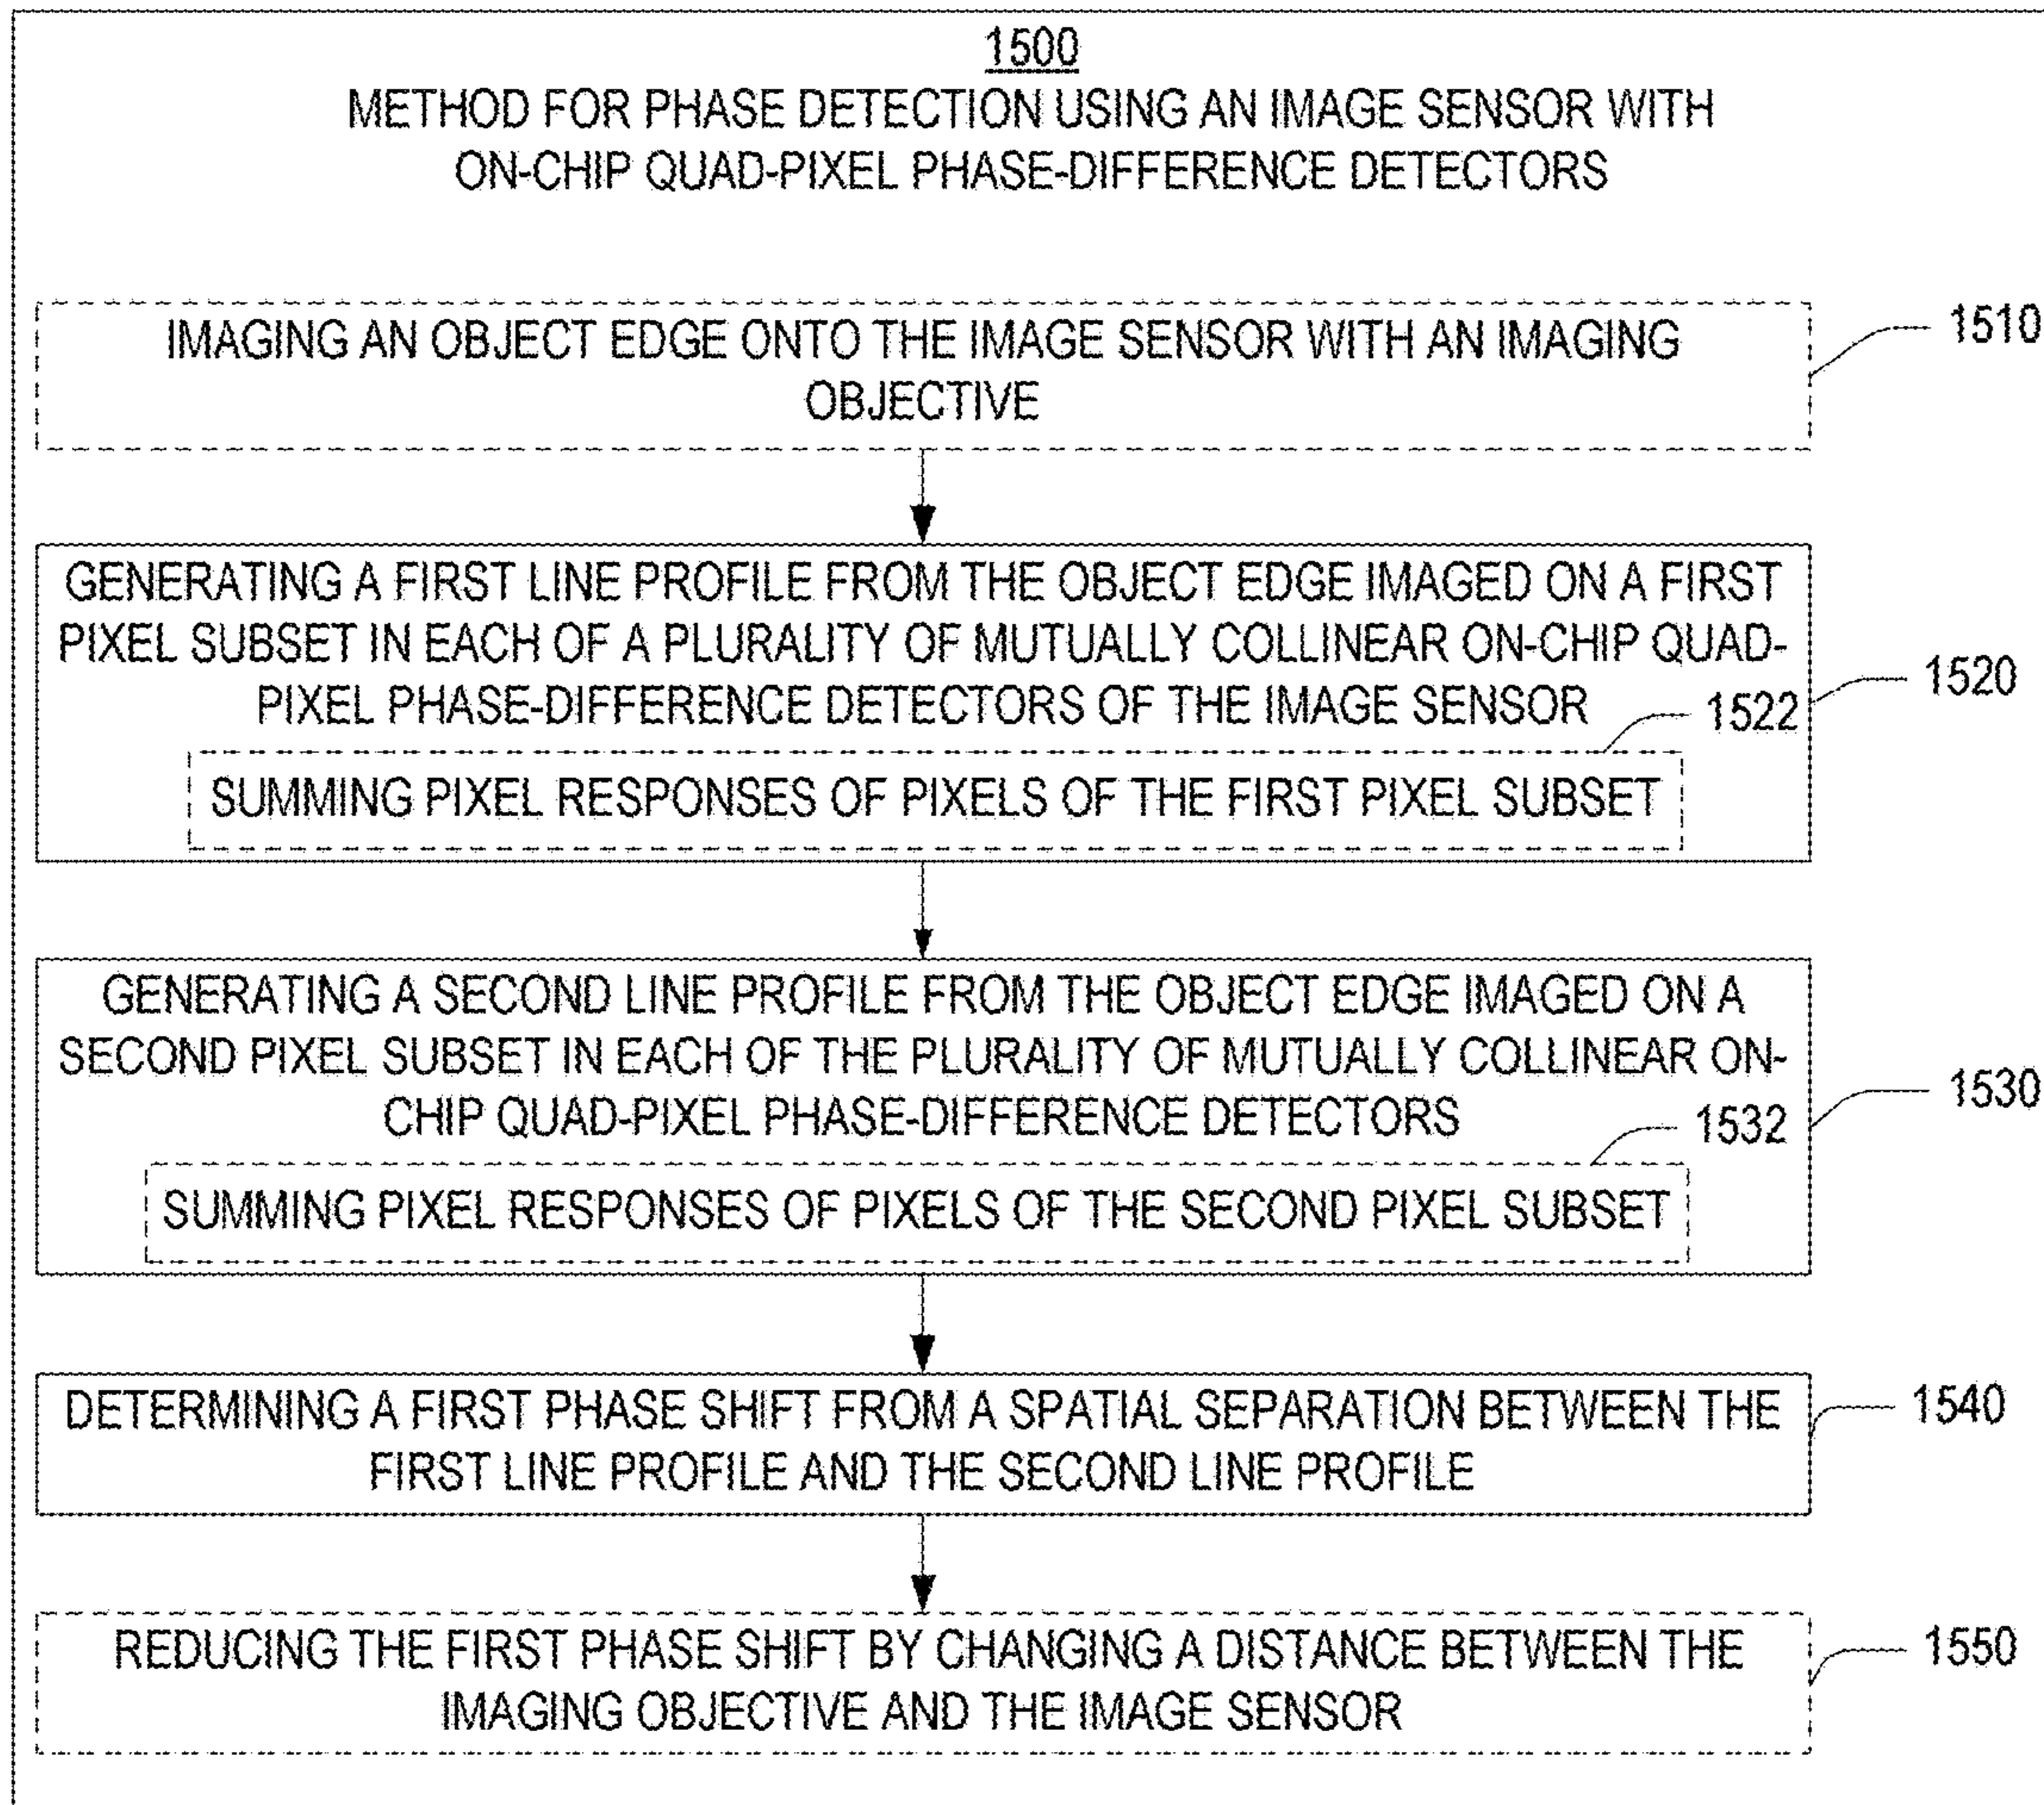 1500
METHOD FOR PHASE DETECTION USING AN IMAGE SENSOR WITH
ON-CHIP QUAD-PIXEL PHASE-DIFFERENCE DETECTORS
IMAGING AN OBJECT EDGE ONTO THE IMAGE SENSOR WITH AN IMAGING
OBJECTIVE
1510
GENERATING A FIRST LINE PROFILE FROM THE OBJECT EDGE IMAGED ON A FIRST
PIXEL SUBSET IN EACH OF A PLURALITY OF MUTUALLY COLLINEAR ON-CHIP QUAD-
PIXEL PHASE-DIFFERENCE DETECTORS OF THE IMAGE SENSOR
1520
1522
SUMMING PIXEL RESPONSES OF PIXELS OF THE FIRST PIXEL SUBSET
GENERATING A SECOND LINE PROFILE FROM THE OBJECT EDGE IMAGED ON A
SECOND PIXEL SUBSET IN EACH OF THE PLURALITY OF MUTUALLY COLLINEAR ON-
CHIP QUAD-PIXEL PHASE-DIFFERENCE DETECTORS
1530
1532
SUMMING PIXEL RESPONSES OF PIXELS OF THE SECOND PIXEL SUBSET
DETERMINING A FIRST PHASE SHIFT FROM A SPATIAL SEPARATION BETWEEN THE
FIRST LINE PROFILE AND THE SECOND LINE PROFILE
1540
REDUCING THE FIRST PHASE SHIFT BY CHANGING A DISTANCE BETWEEN THE
IMAGING OBJECTIVE AND THE IMAGE SENSOR
1550